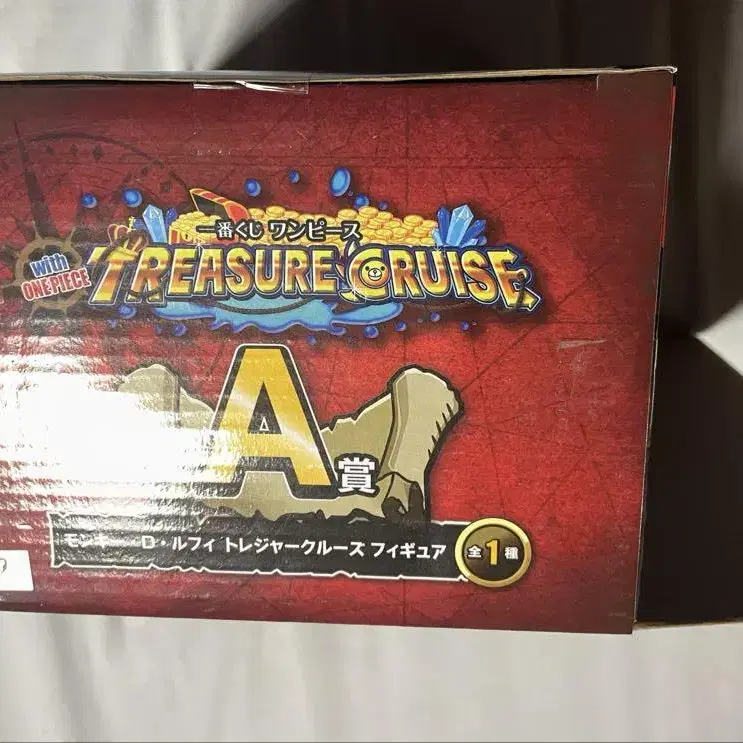 一番くじ ワンピース
with
ONE PIECE
TREASURE CRUISE
A
賞
モンキー・D・ルフィ トレジャークルーズ フィギュア
全1種